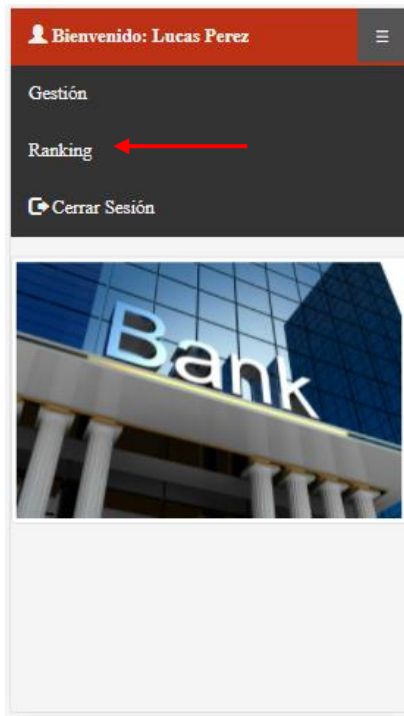 Bienvenido: Lucas Perez
Gestión
Ranking
Cerrar Sesión
Bank